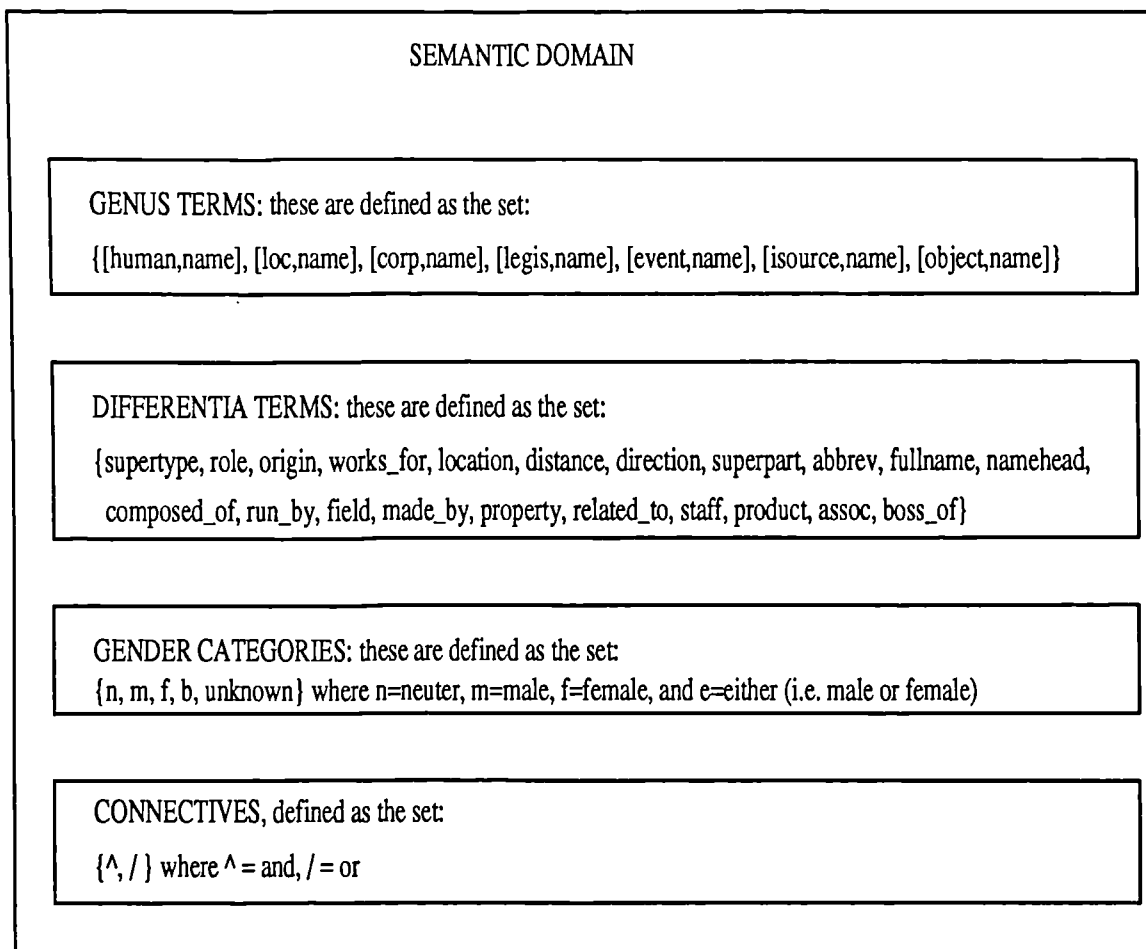 SEMANTIC DOMAIN
GENUS TERMS: these are defined as the set:
{[human,name], [loc,name], [corp,name], [legis,name], [event,name], [isource,name], [object,name]}
DIFFERENTIA TERMS: these are defined as the set:
{supertype, role, origin, works_for, location, distance, direction, superpart, abbrev, fullname, namehead,
composed_of, run_by, field, made_by, property, related_to, staff, product, assoc, boss_of}
GENDER CATEGORIES: these are defined as the set:
{n, m, f, b, unknown} where n=neuter, m=male, f=female, and e=either (i.e. male or female)
CONNECTIVES, defined as the set:
{^, / } where ^ = and, / = or